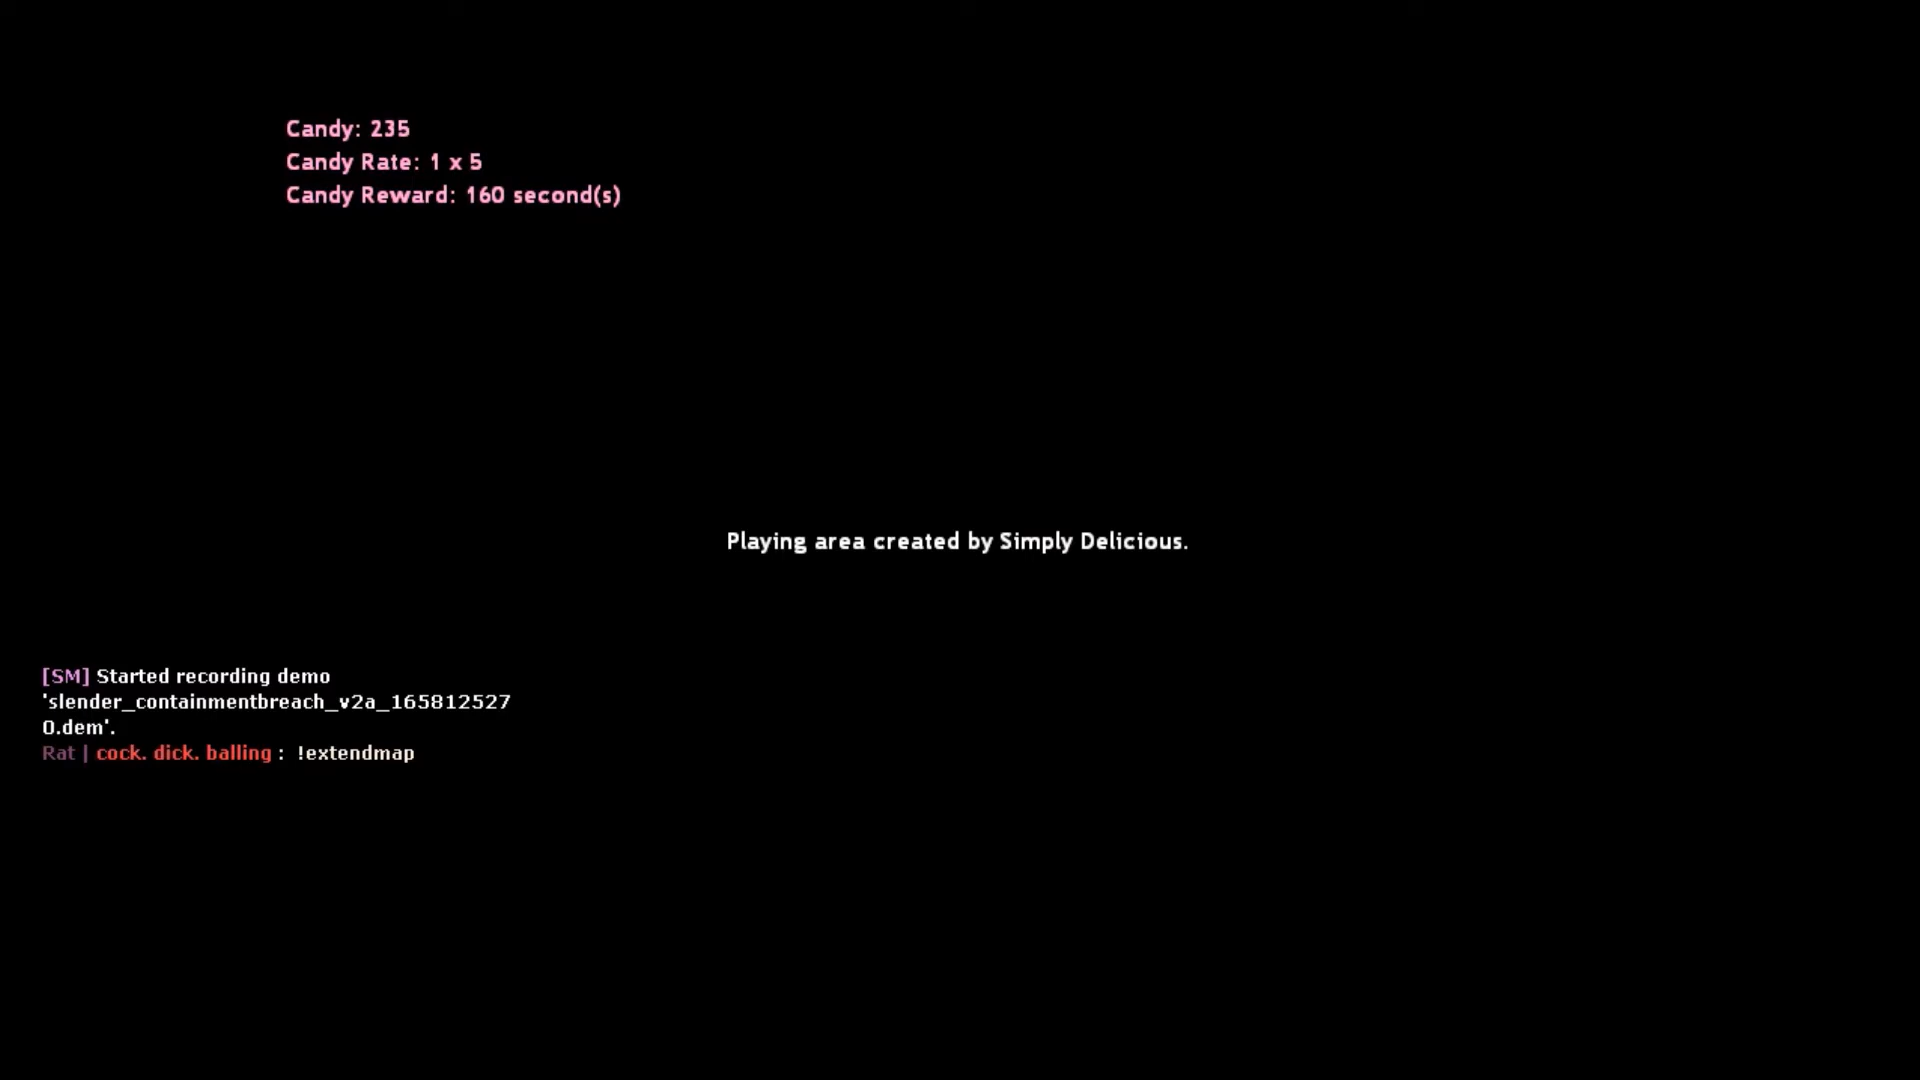 Candy: 235
Candy Rate: 1 x 5
Candy Reward: 160 second(s)
Playing area created by Simply Delicious.
[SM] Started recording demo
'slender_containmentbreach_v2a_165812527
0.dem'.
Rat | cock. dick. balling :  !extendmap